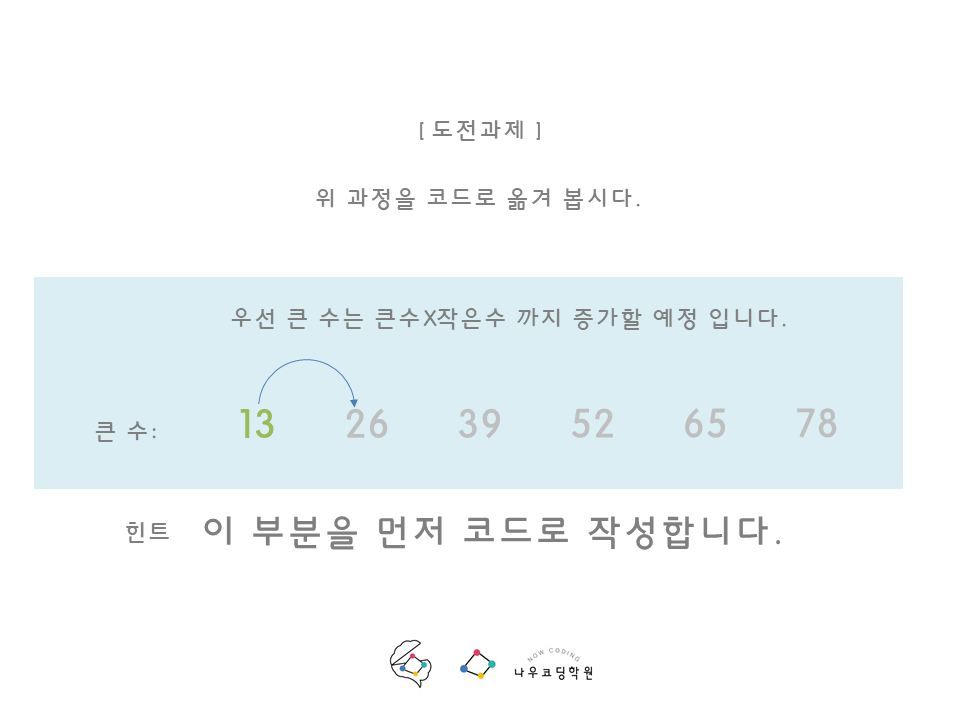 [ 도전과제 ]
위 과정을 코드로 옮겨 봅시다.
우선 큰 수는 큰수X작은수 까지 증가할 예정 입니다.
큰 수: 13 26 39 52 65 78
힌트 이 부분을 먼저 코드로 작성합니다.
NOW CODING
나우코딩학원